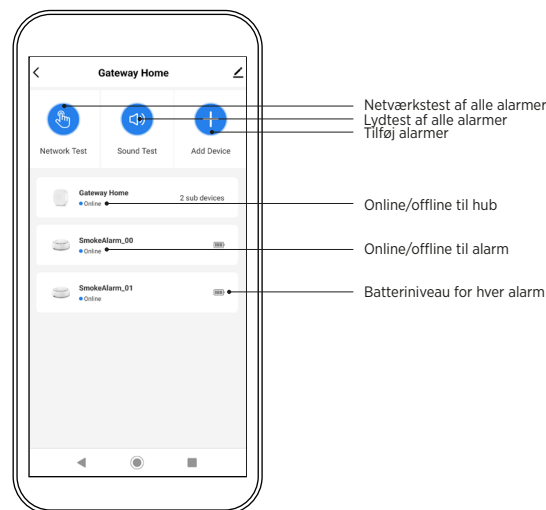 Gateway Home
Network Test
Sound Test
Add Device
Gateway Home
Online
2 sub devices
SmokeAlarm_00
Online
SmokeAlarm_01
Online
Netværkstest af alle alarmer
Lydtest af alle alarmer
Tilføj alarmer
Online/offline til hub
Online/offline til alarm
Batteriniveau for hver alarm